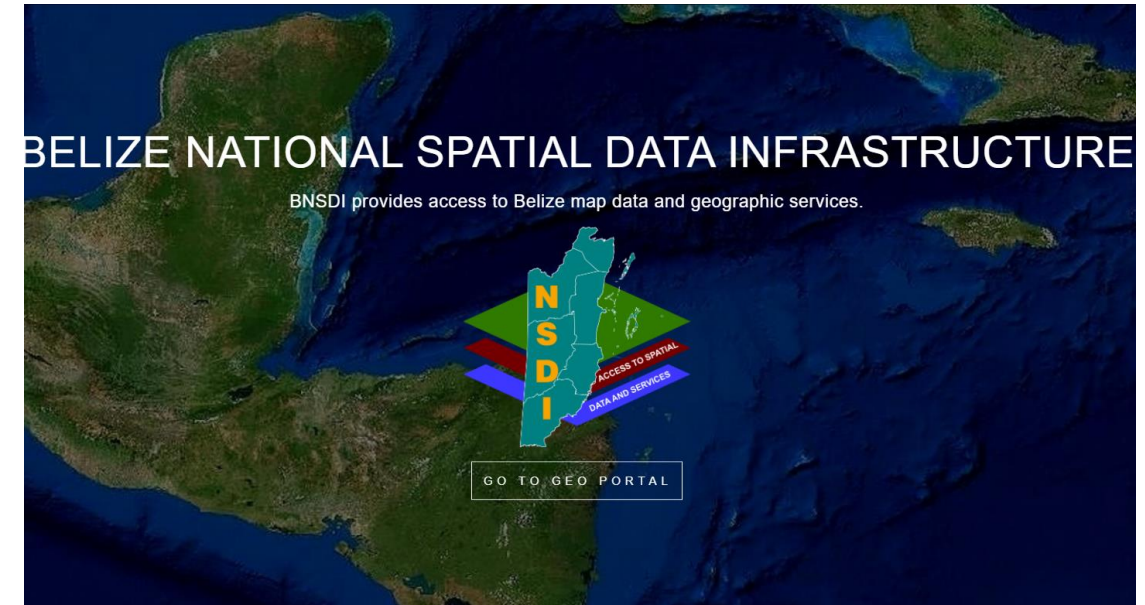 BELIZE NATIONAL SPATIAL DATA INFRASTRUCTURE
BNSDI provides access to Belize map data and geographic services.
N
S
D
I
ACCESS TO SPATIAL
DATA AND SERVICES
GO TO GEO PORTAL